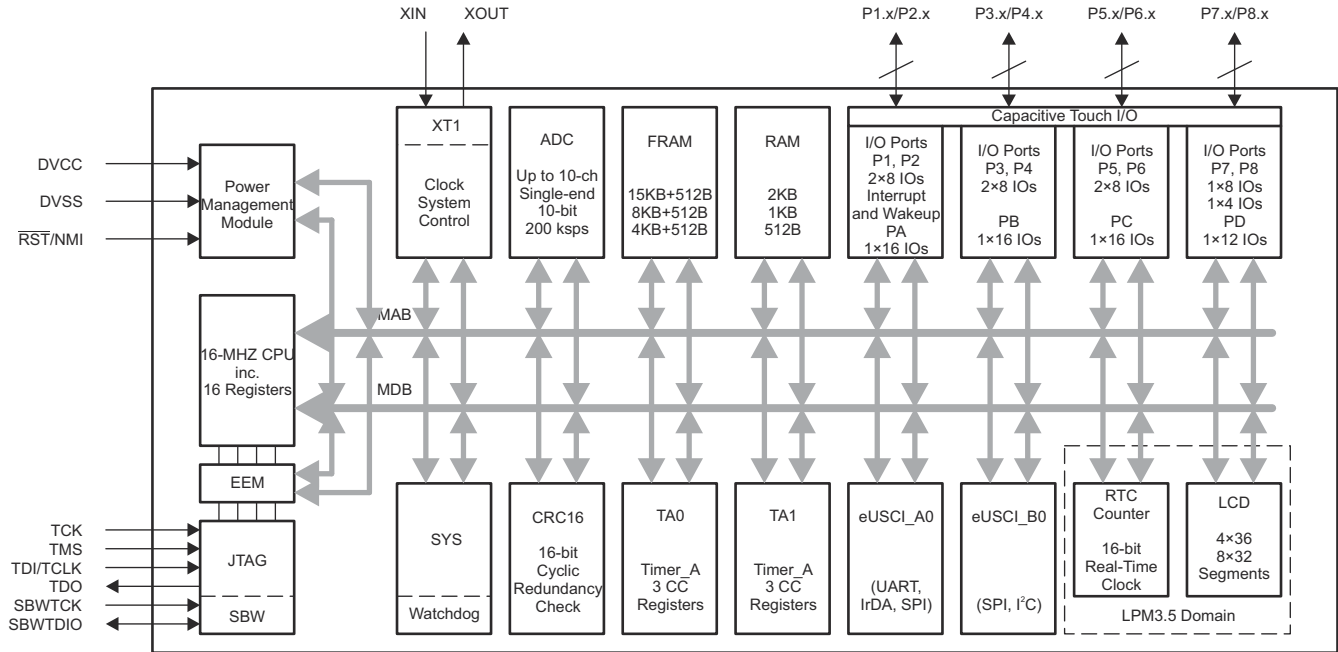 XIN
XOUT
P1.x/P2.x
P3.x/P4.x
P5.x/P6.x
P7.x/P8.x
DVCC
DVSS
RST/NMI
Power
Management
Module
XT1
Clock
System
Control
ADC
Up to 10-ch
Single-end
10-bit
200 ksps
FRAM
15KB+512B
8KB+512B
4KB+512B
RAM
2KB
1KB
512B
Capacitive Touch I/O
I/O Ports
P1, P2
2×8 IOs
Interrupt
and Wakeup
PA
1×16 IOs
I/O Ports
P3, P4
2×8 IOs
PB
1×16 IOs
I/O Ports
P5, P6
2×8 IOs
PC
1×16 IOs
I/O Ports
P7, P8
1×8 IOs
1×4 IOs
PD
1×12 IOs
MAB
MDB
16-MHZ CPU
inc.
16 Registers
EEM
TCK
TMS
TDI/TCLK
TDO
SBWTCK
SBWTDIO
JTAG
SBW
SYS
Watchdog
CRC16
16-bit
Cyclic
Redundancy
Check
TA0
Timer_A
3 CC
Registers
TA1
Timer_A
3 CC
Registers
eUSCI_A0
(UART,
IrDA, SPI)
eUSCI_B0
(SPI, I²C)
RTC
Counter
16-bit
Real-Time
Clock
LCD
4×36
8×32
Segments
LPM3.5 Domain